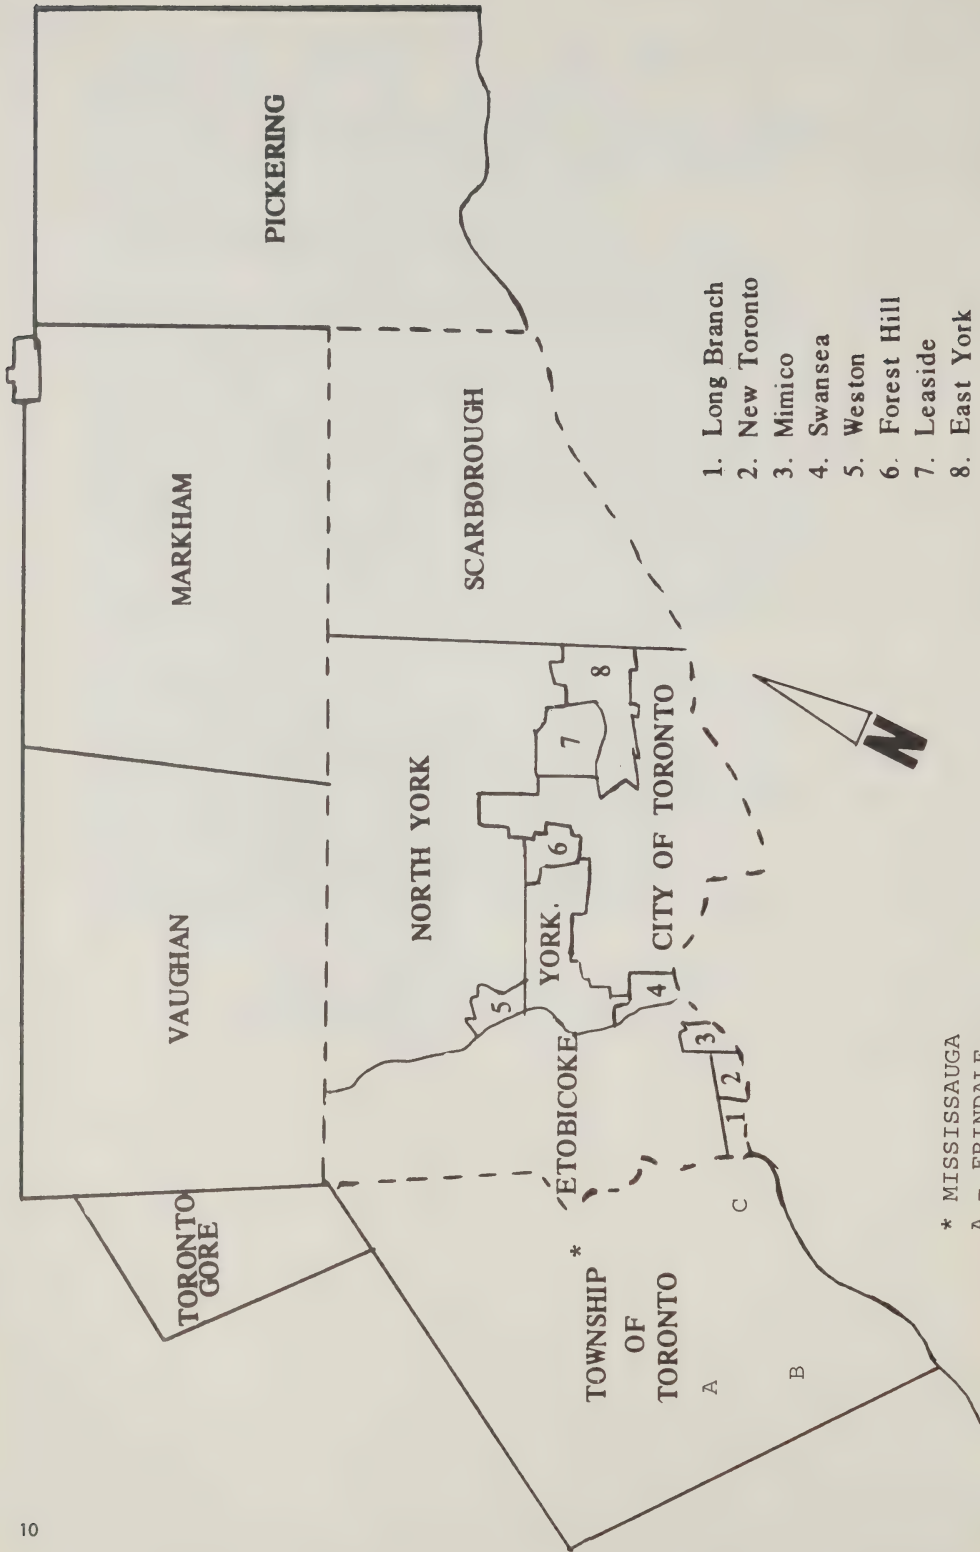 10
PICKERING
MARKHAM
VAUGHAN
TORONTO
GORE
SCARBOROUGH
NORTH YORK
YORK.
ETOBICOKE
CITY OF TORONTO
TOWNSHIP *
OF
TORONTO
A
B
C
1
2
3
4
5
6
7
8
N
1. Long Branch
2. New Toronto
3. Mimico
4. Swansea
5. Weston
6. Forest Hill
7. Leaside
8. East York
* MISSISSAUGA
A - ERINDALE